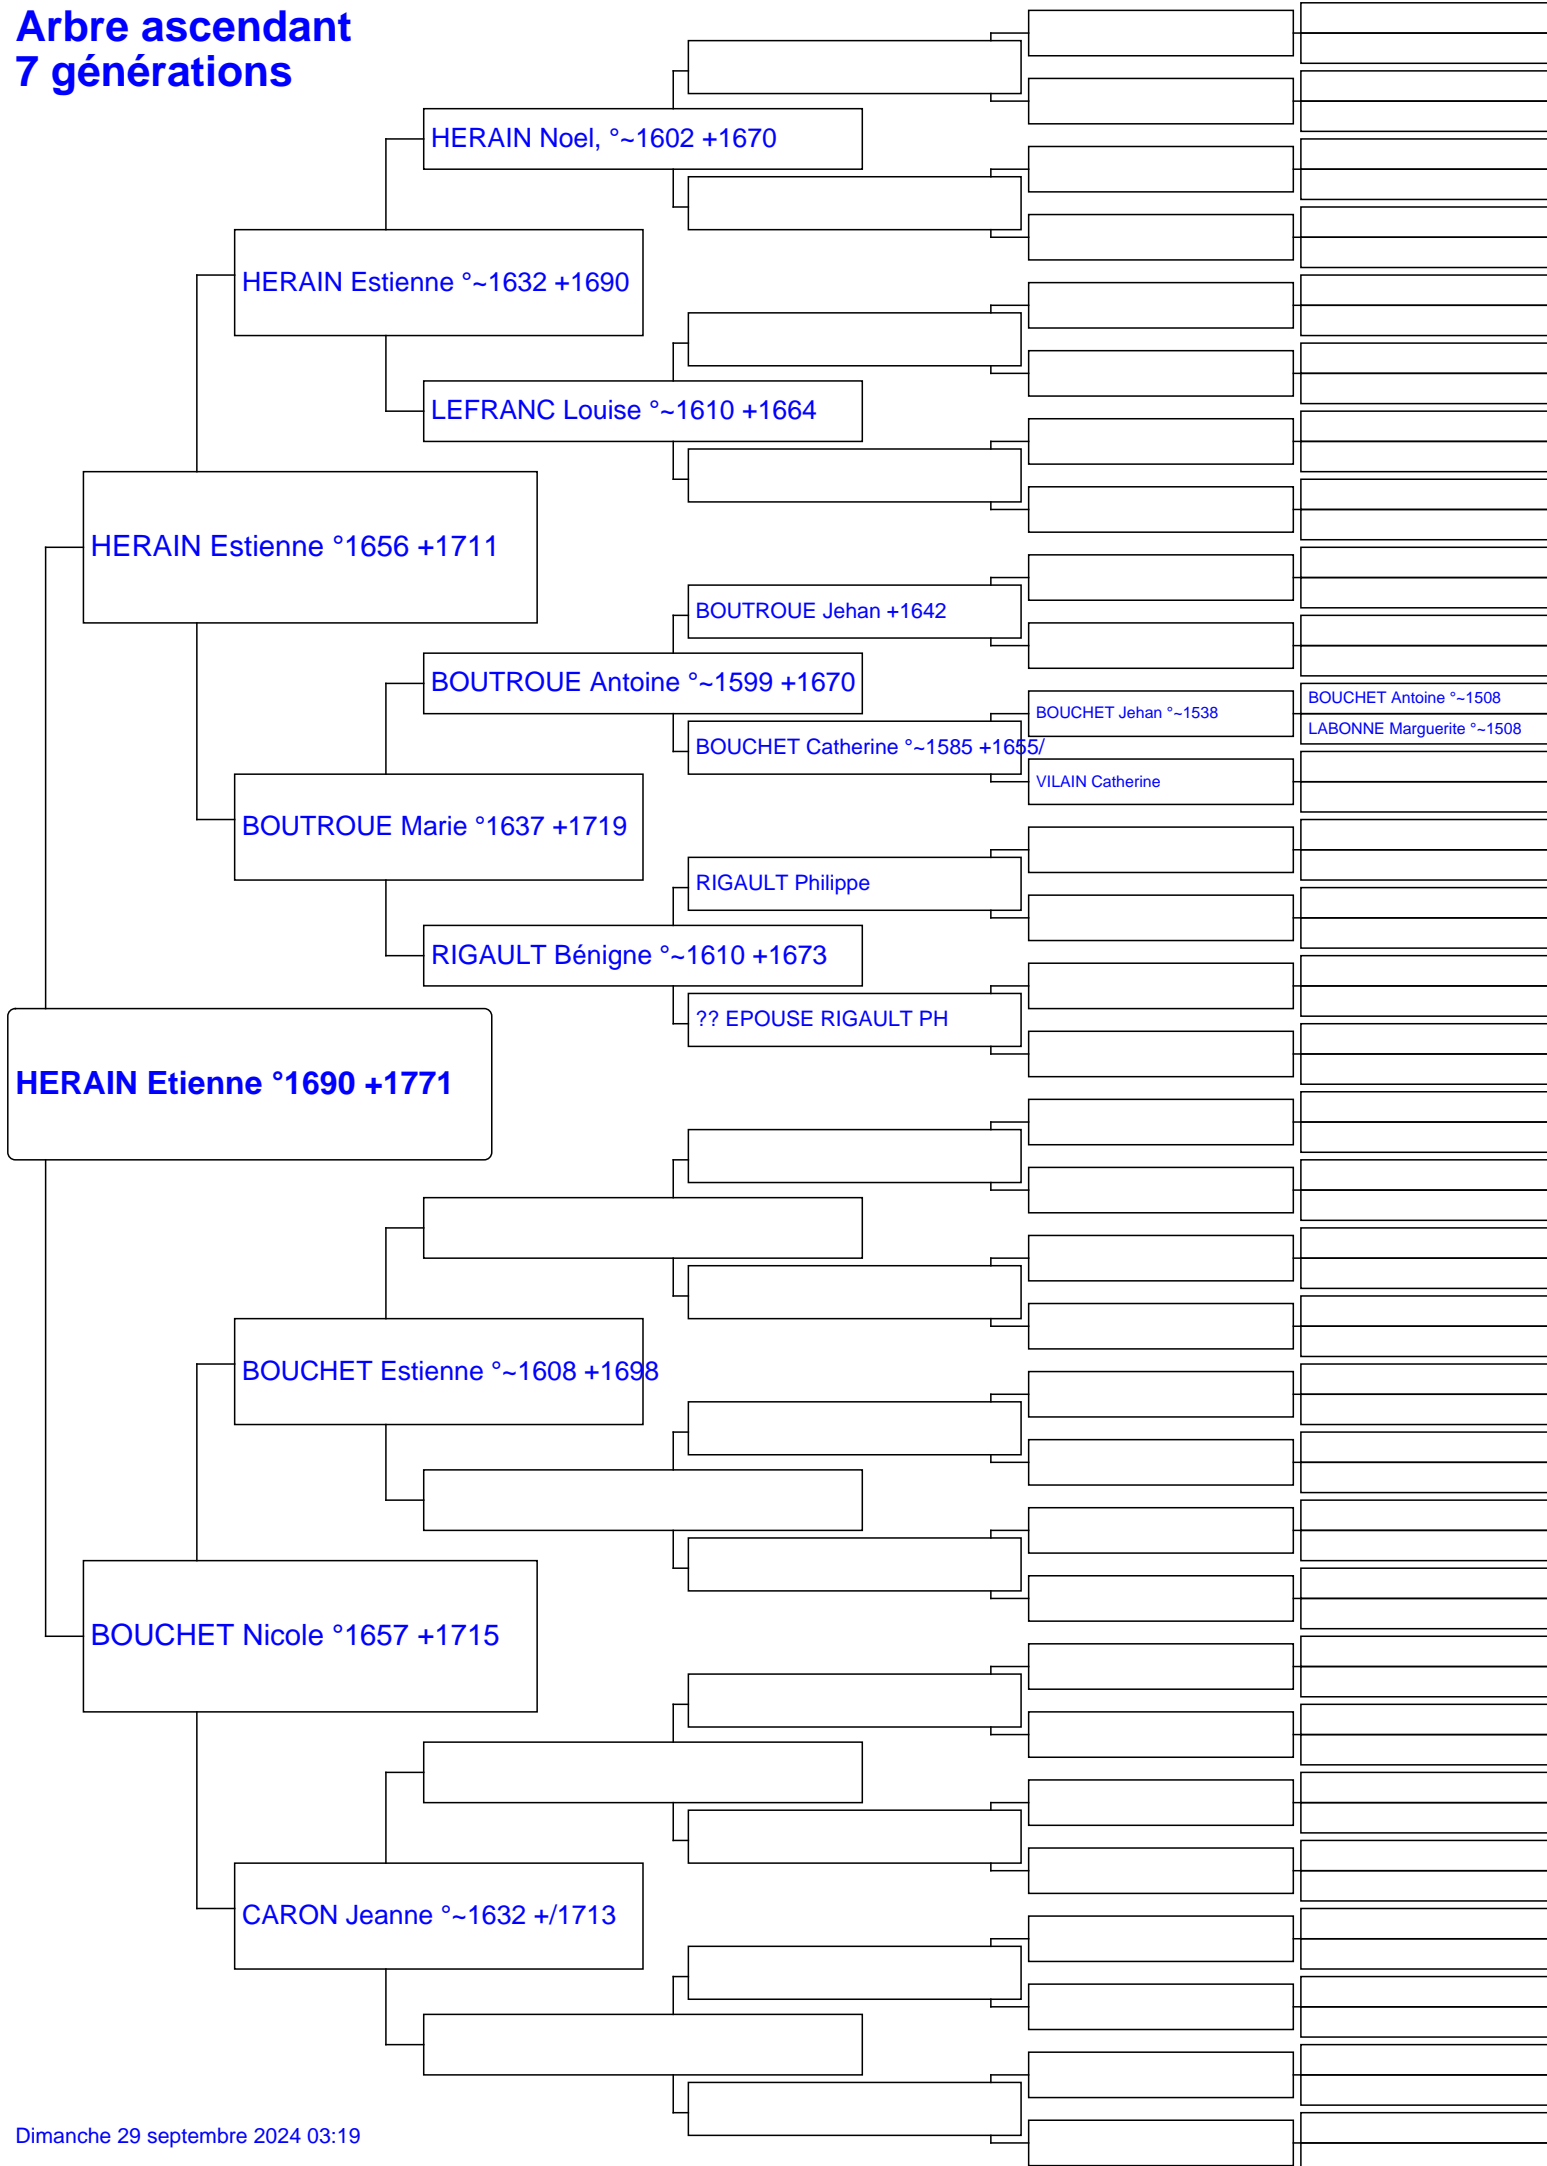 Arbre ascendant
7 générations
HERAIN Noel, °~1602 +1670
HERAIN Estienne °~1632 +1690
LEFRANC Louise °~1610 +1664
HERAIN Estienne °1656 +1711
BOUTROUE Jehan +1642
BOUTROUE Antoine °~1599 +1670
BOUCHET Antoine °~1508
BOUCHET Jehan °~1538
LABONNE Marguerite °~1508
BOUCHET Catherine °~1585 +1655/
VILAIN Catherine
BOUTROUE Marie °1637 +1719
RIGAULT Philippe
RIGAULT Bénigne °~1610 +1673
?? EPOUSE RIGAULT PH
HERAIN Etienne °1690 +1771
BOUCHET Estienne °~1608 +1698
BOUCHET Nicole °1657 +1715
CARON Jeanne °~1632 +/1713
Dimanche 29 septembre 2024 03:19